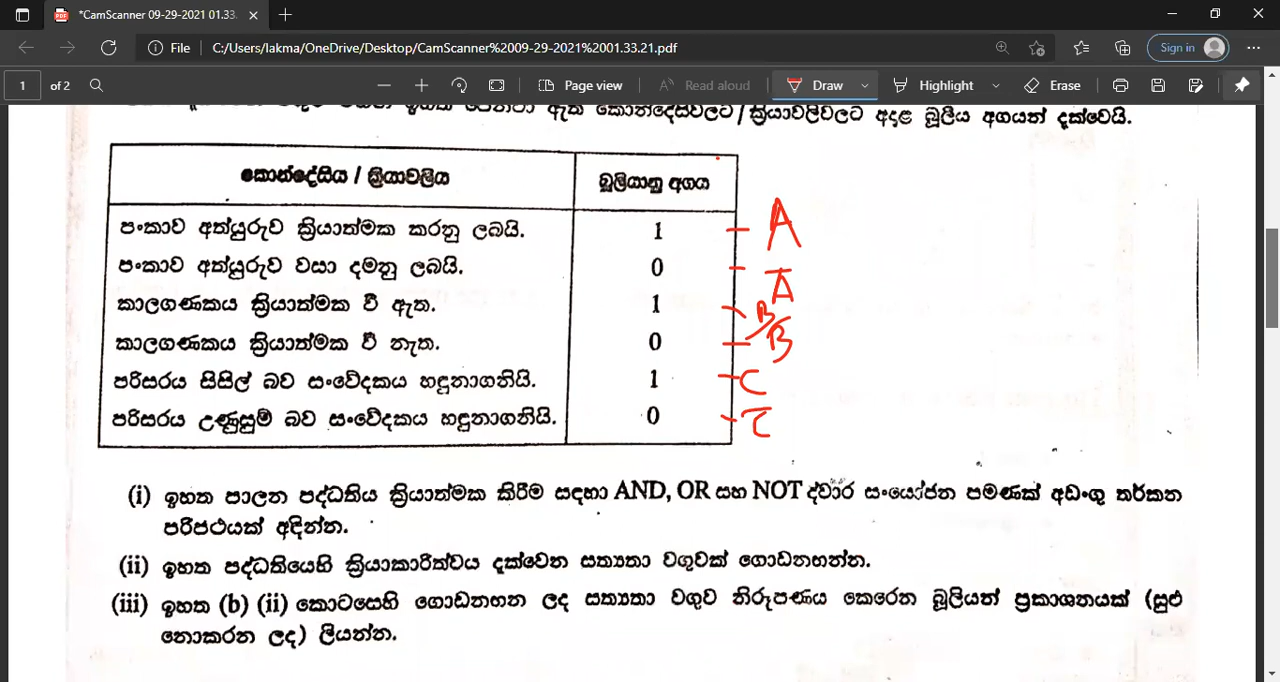 *CamScanner 09-29-2021 01.33
File C:/Users/lakma/OneDrive/Desktop/CamScanner%2009-29-2021%2001.33.21.pdf Sign in
1 of 2 Page view Read aloud Draw Highlight Erase
ඇති කොන්දේසිවලට/ක්‍රියාවලිවලට අදාළ බූලීය අගයන් දැක්වෙයි.
කොන්දේසිය / ක්‍රියාවලිය බූලියානු අගය
පංකාව අත්යුරුව ක්‍රියාත්මක කරනු ලබයි. 1 A
පංකාව අත්යුරුව වසා දමනු ලබයි. 0 A̅
කාලගණකය ක්‍රියාත්මක වී ඇත. 1 B
කාලගණකය ක්‍රියාත්මක වී නැත. 0 B̅
පරිසරය සිසිල් බව සංවේදකය හඳුනාගනියි. 1 C
පරිසරය උණුසුම් බව සංවේදකය හඳුනාගනියි. 0 C̅
(i) ඉහත පාලන පද්ධතිය ක්‍රියාත්මක කිරීම සඳහා AND, OR සහ NOT ද්වාර සංයෝජන පමණක් අඩංගු තර්කන
පරිපථයක් අඳින්න.
(ii) ඉහත පද්ධතියෙහි ක්‍රියාකාරිත්වය දැක්වෙන සත්‍යතා වගුවක් ගොඩනඟන්න.
(iii) ඉහත (b) (ii) කොටසෙහි ගොඩනඟන ලද සත්‍යතා වගුව නිරූපණය කෙරෙන බූලියන් ප්‍රකාශනයක් (සුළු
නොකරන ලද) ලියන්න.